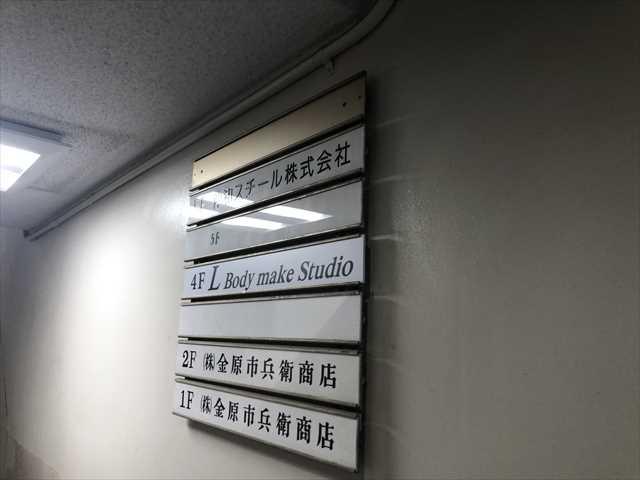 スチール株式会社
5F
4F L Body make Studio
2F ㈱金原市兵衛商店
1F ㈱金原市兵衛商店